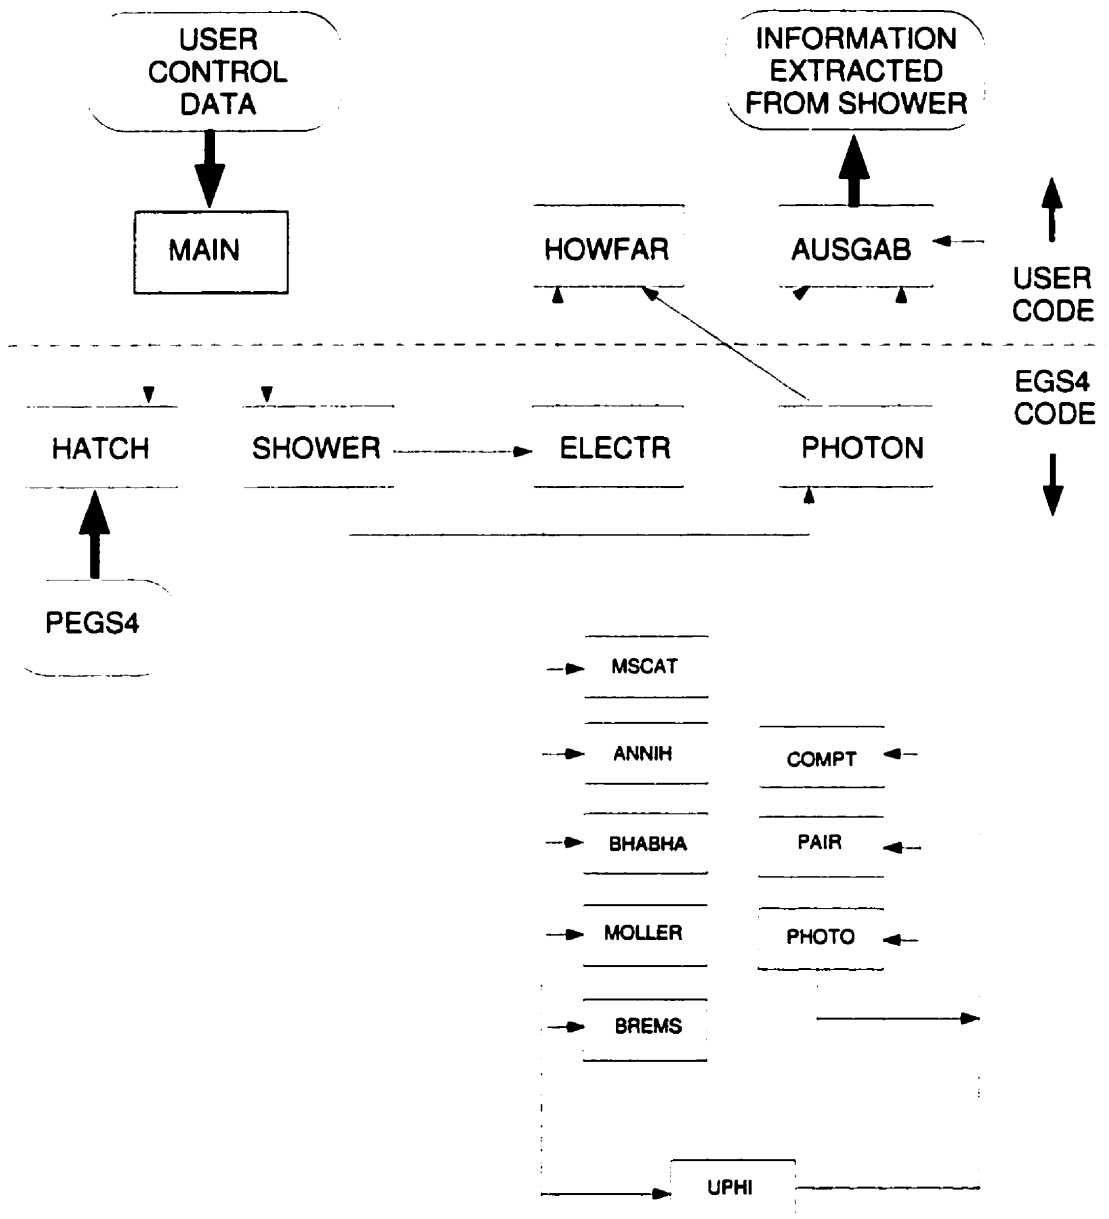 USER
CONTROL
DATA
INFORMATION
EXTRACTED
FROM SHOWER
MAIN
HOWFAR
AUSGAB
USER
CODE
EGS4
CODE
HATCH
SHOWER
ELECTR
PHOTON
PEGS4
MSCAT
ANNIH
COMPT
BHABHA
PAIR
MOLLER
PHOTO
BREMS
UPHI